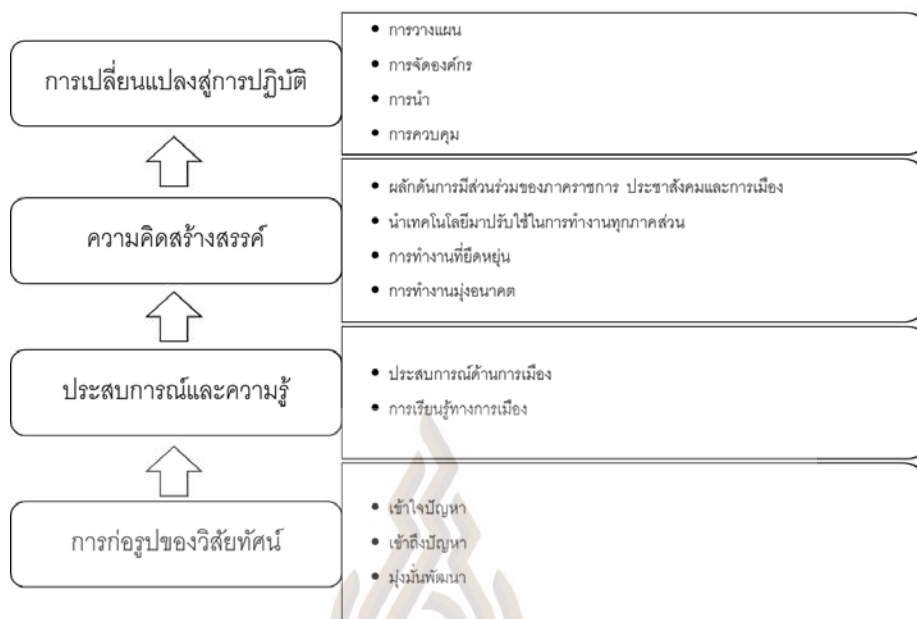 การเปลี่ยนแปลงสู่การปฏิบัติ
• การวางแผน
• การจัดองค์กร
• การนำ
• การควบคุม
ความคิดสร้างสรรค์
• ผลักดันการมีส่วนร่วมของภาคราชการ ประชาสังคมและการเมือง
• นำเทคโนโลยีมาปรับใช้ในการทำงานทุกภาคส่วน
• การทำงานที่ยืดหยุ่น
• การทำงานมุ่งอนาคต
ประสบการณ์และความรู้
• ประสบการณ์ด้านการเมือง
• การเรียนรู้ทางการเมือง
การก่อรูปของวิสัยทัศน์
• เข้าใจปัญหา
• เข้าถึงปัญหา
• มุ่งมั่นพัฒนา